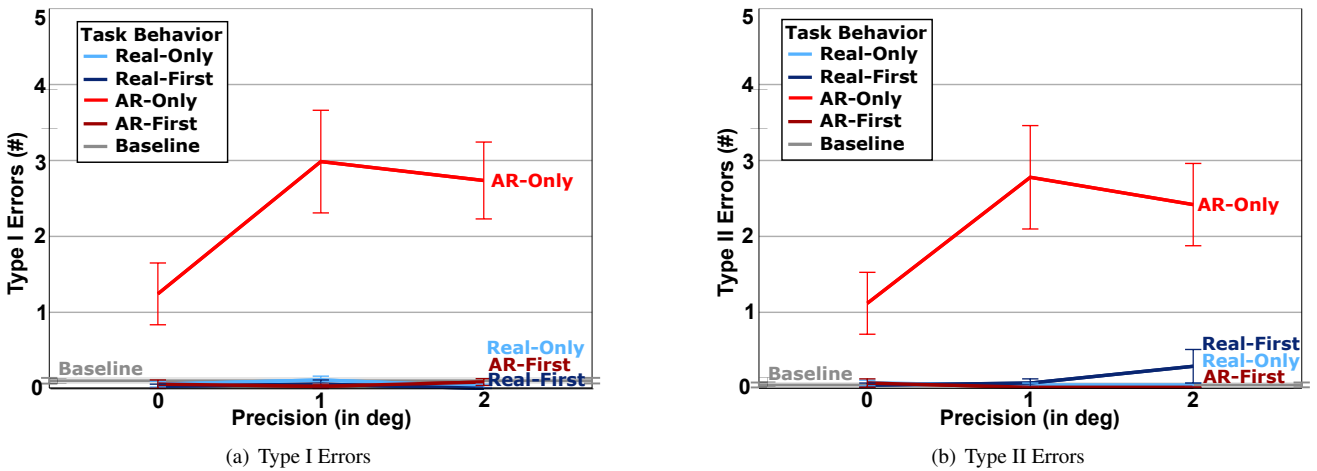 5
4
3
2
1
0
Type I Errors (#)
Task Behavior
Real-Only
Real-First
AR-Only
AR-First
Baseline
AR-Only
Real-Only
AR-First
Real-First
Baseline
0 1 2
Precision (in deg)
(a) Type I Errors
5
4
3
2
1
0
Type II Errors (#)
Task Behavior
Real-Only
Real-First
AR-Only
AR-First
Baseline
AR-Only
Real-First
Real-Only
AR-First
Baseline
0 1 2
Precision (in deg)
(b) Type II Errors